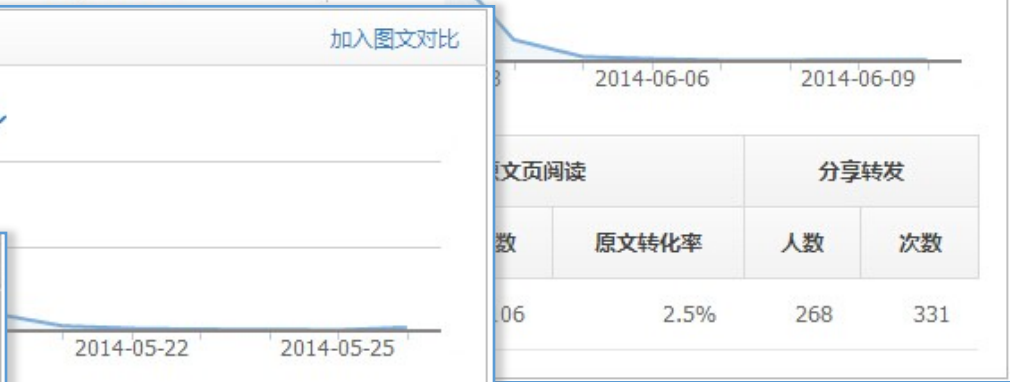 加入图文对比
2014-05-22 2014-05-25
2014-06-06 2014-06-09
文页阅读 分享转发
数 原文转化率 人数 次数
06 2.5% 268 331